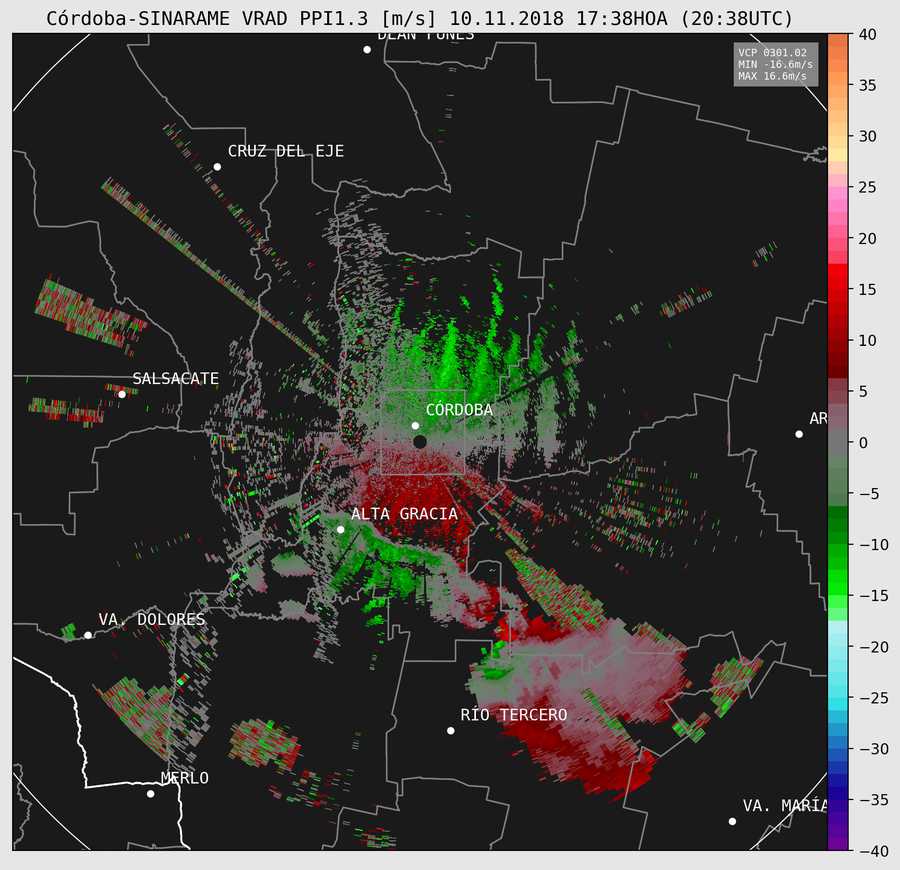 Córdoba-SINARAME VRAD PPI1.3 [m/s] 10.11.2018 17:38HOA (20:38UTC)
DEAN FUNES
VCP 0301.02
MIN -16.6m/s
MAX 16.6m/s
CRUZ DEL EJE
SALSACATE
CORDOBA
AR
ALTA GRACIA
VA. DOLORES
RÍO TERCERO
MERLO
VA. MARÍA
40
35
30
25
20
15
10
5
0
−5
−10
−15
−20
−25
−30
−35
−40